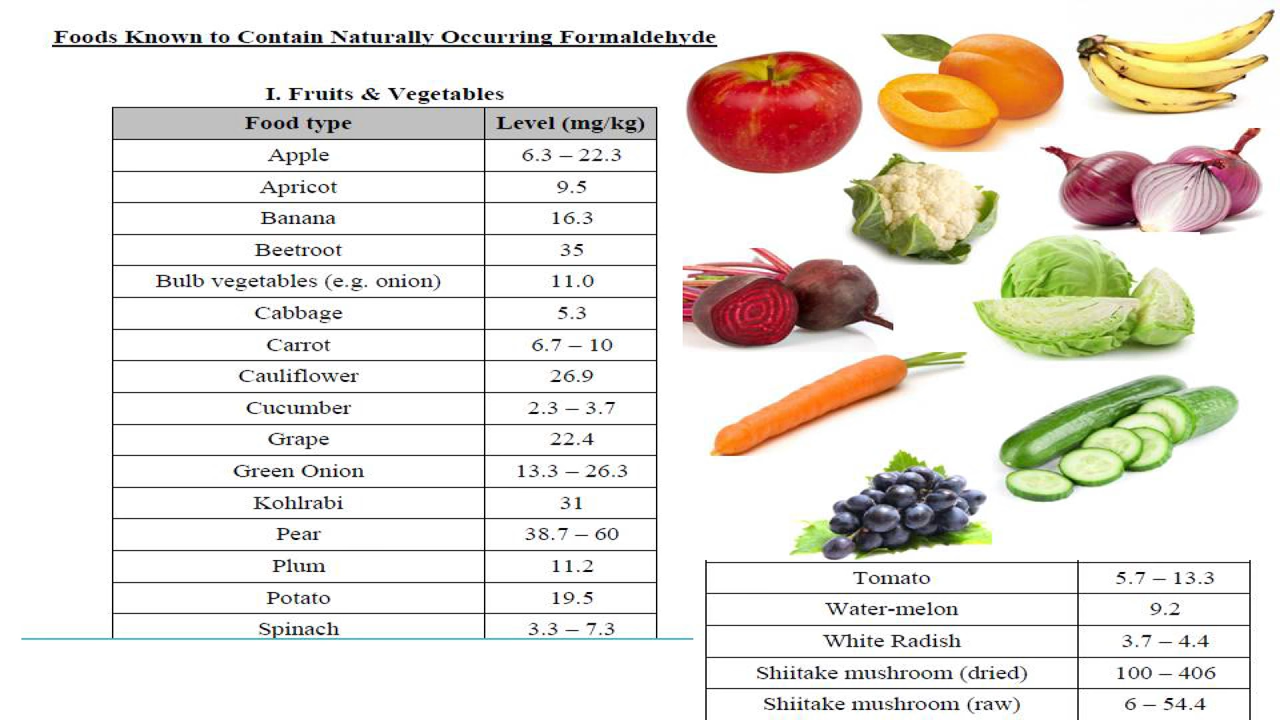 Foods Known to Contain Naturally Occurring Formaldehyde
I. Fruits & Vegetables
Food type Level (mg/kg)
Apple 6.3 – 22.3
Apricot 9.5
Banana 16.3
Beetroot 35
Bulb vegetables (e.g. onion) 11.0
Cabbage 5.3
Carrot 6.7 – 10
Cauliflower 26.9
Cucumber 2.3 – 3.7
Grape 22.4
Green Onion 13.3 – 26.3
Kohlrabi 31
Pear 38.7 – 60
Plum 11.2
Potato 19.5
Spinach 3.3 – 7.3
Tomato 5.7 – 13.3
Water-melon 9.2
White Radish 3.7 – 4.4
Shiitake mushroom (dried) 100 – 406
Shiitake mushroom (raw) 6 – 54.4